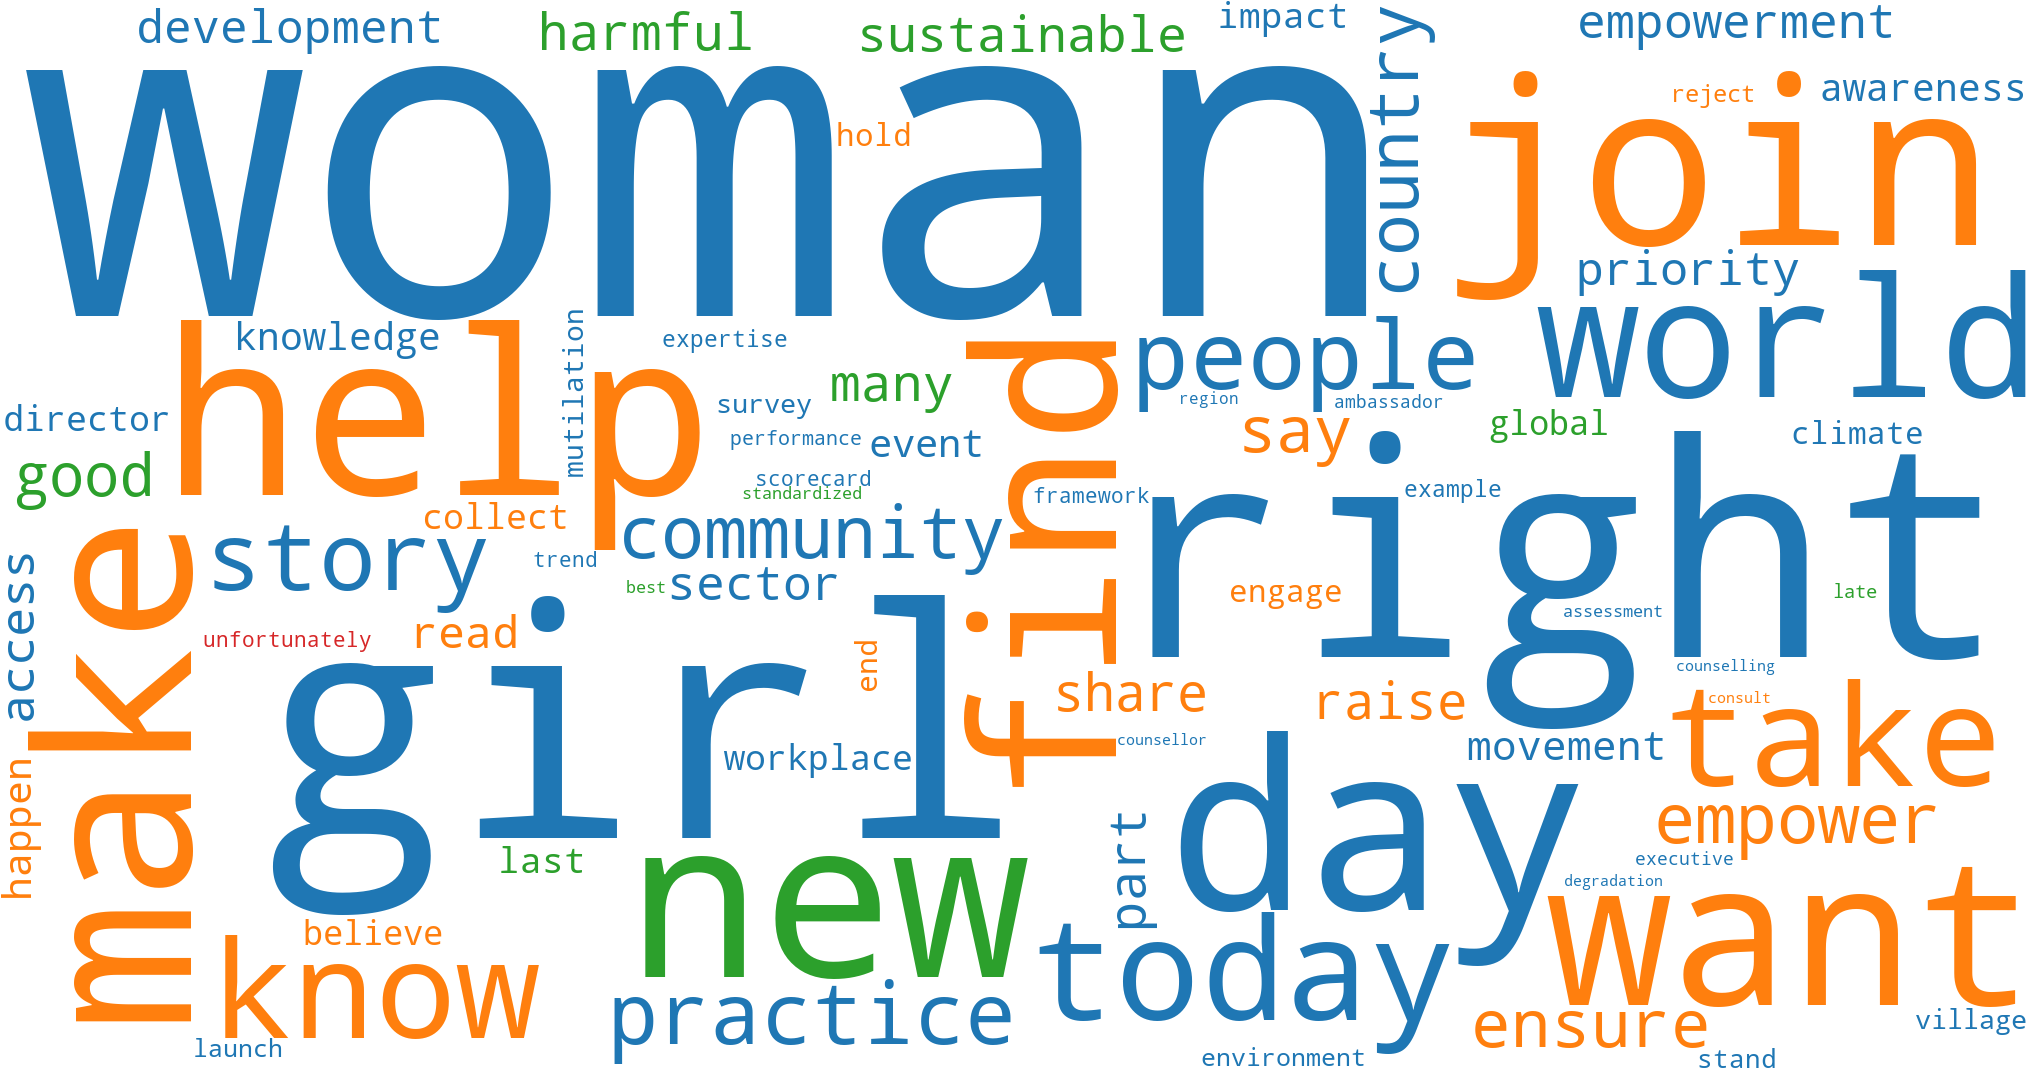 development
harmful
sustainable
impact
country
empowerment
woman
join
reject
awareness
hold
priority
world
knowledge
help
mutilation
expertise
find
people
director
survey
many
region
ambassador
say
global
climate
performance
event
good
scorecard
standardized
framework
right
example
collect
story
community
trend
sector
best
access
make
engage
assessment
late
read
unfortunately
girl
end
counselling
share
raise
consult
take
counsellor
workplace
day
movement
happen
empower
part
last
new
executive
degradation
want
believe
know
today
practice
ensure
village
launch
environment
stand